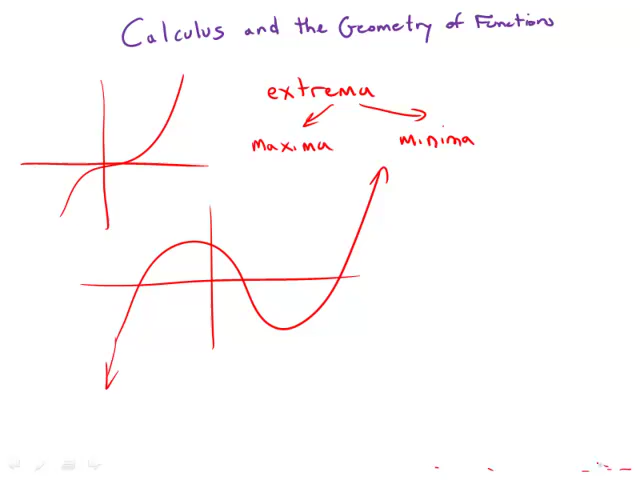 Calculus and the Geometry of Functions
extrema
maxima
minima